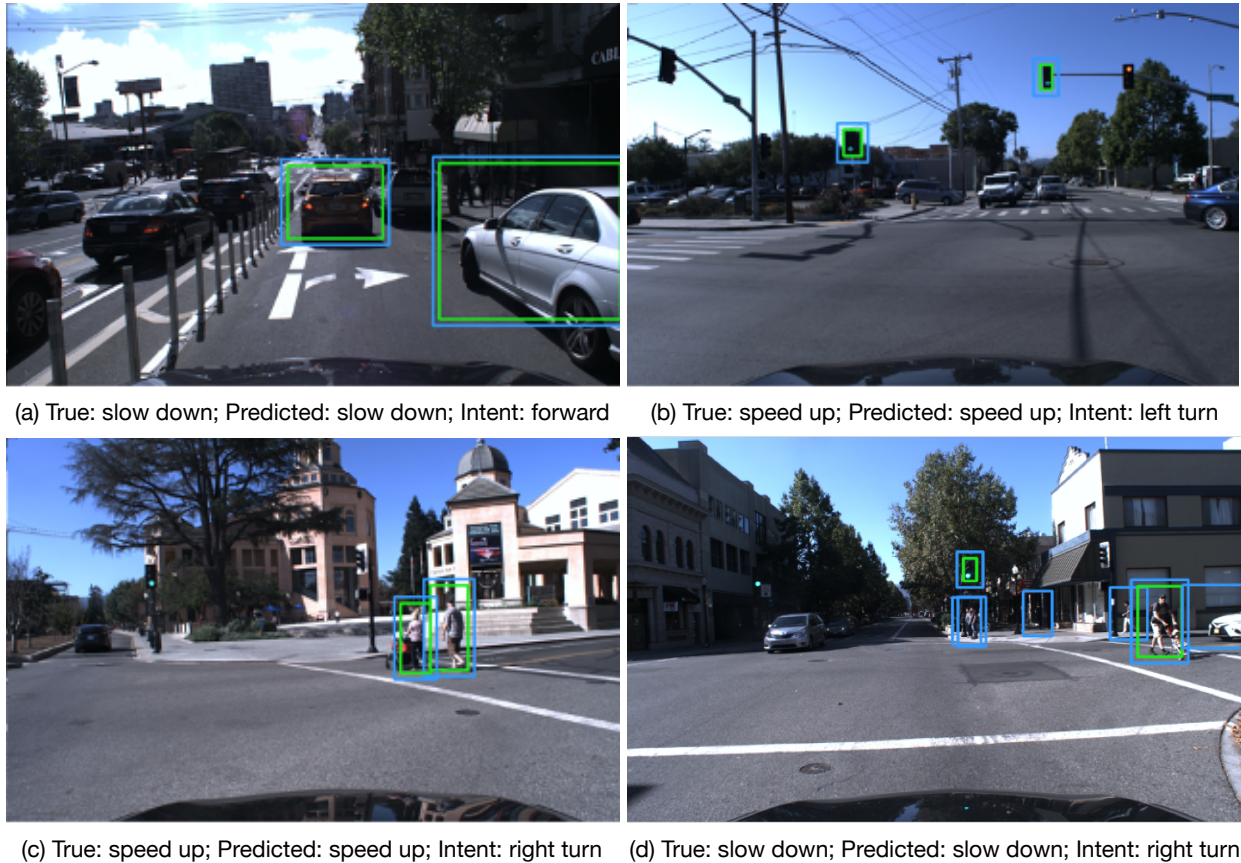 CABL
(a) True: slow down; Predicted: slow down; Intent: forward
(b) True: speed up; Predicted: speed up; Intent: left turn
(c) True: speed up; Predicted: speed up; Intent: right turn
(d) True: slow down; Predicted: slow down; Intent: right turn